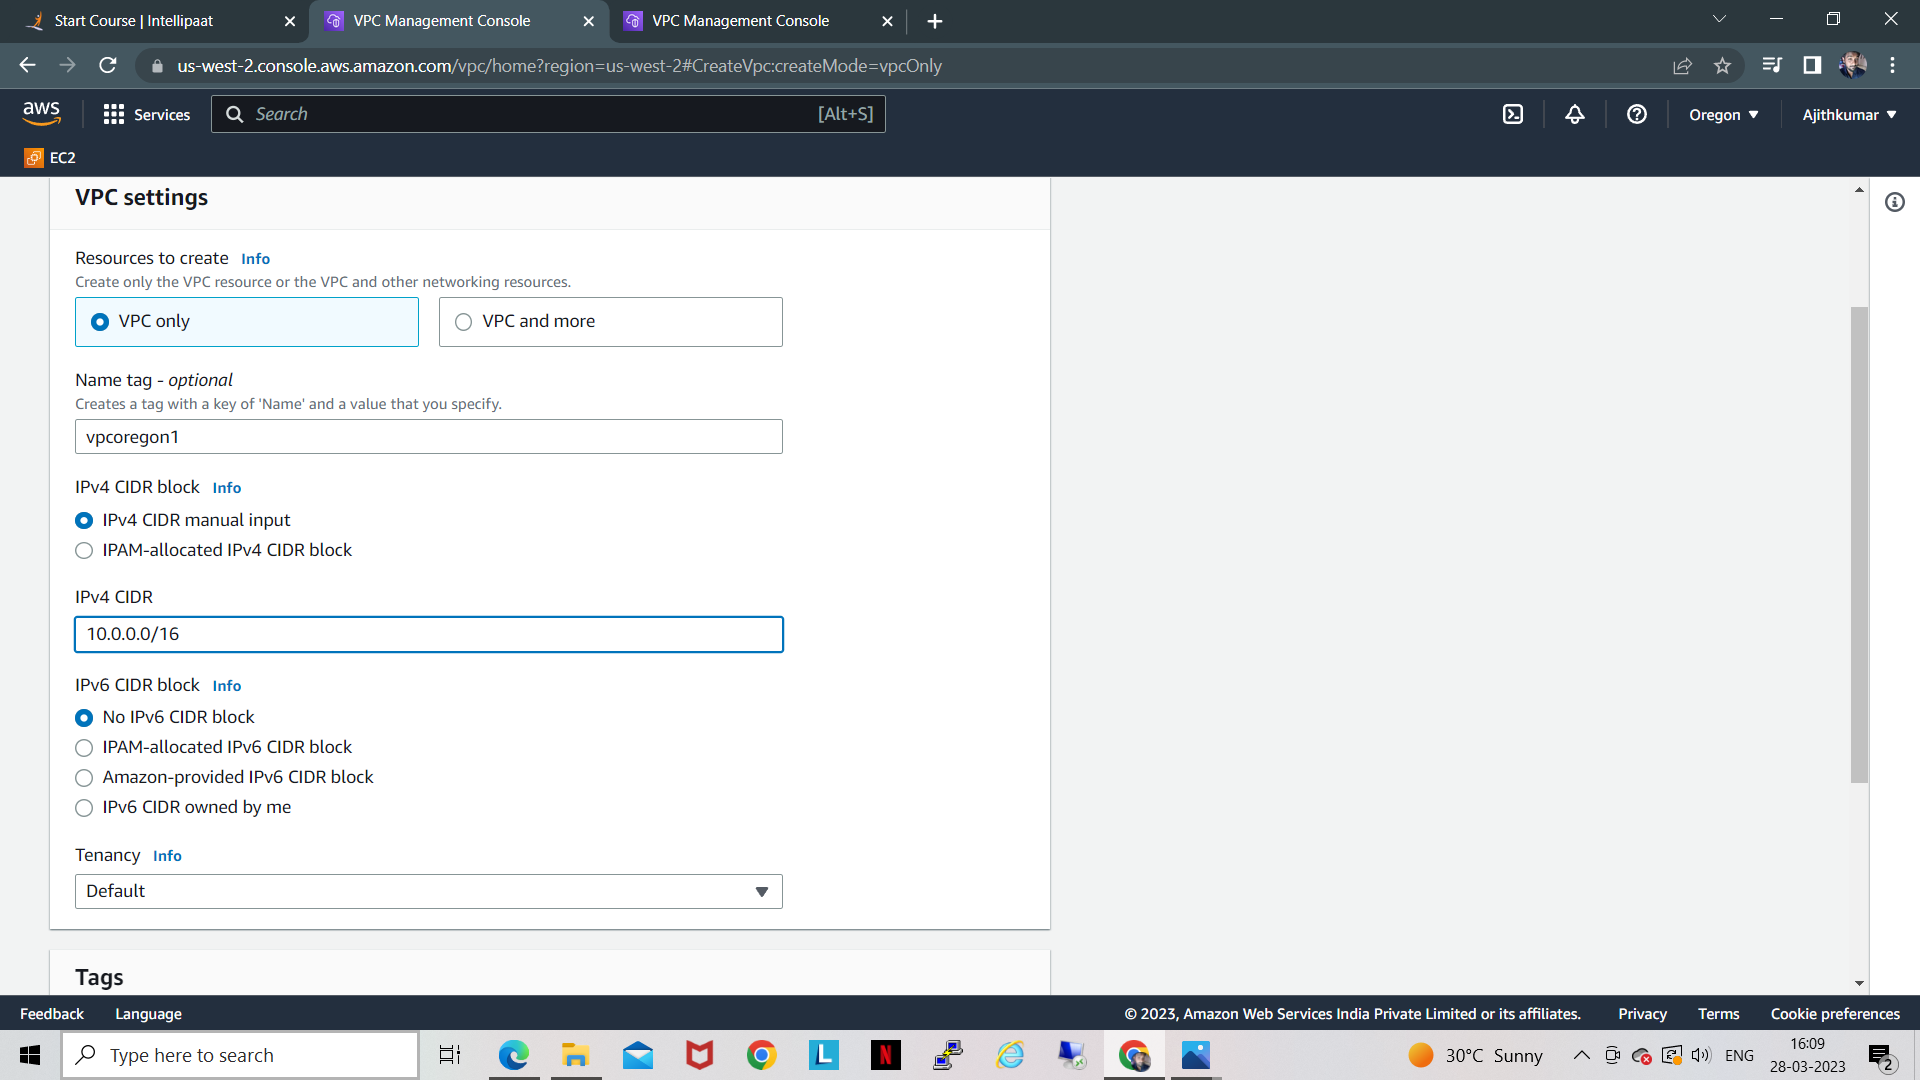 Start Course | Intellipaat
VPC Management Console
VPC Management Console
us-west-2.console.aws.amazon.com/vpc/home?region=us-west-2#CreateVpc:createMode=vpcOnly
aws
Services
Search
[Alt+S]
Oregon
Ajithkumar
EC2
VPC settings
Resources to create Info
Create only the VPC resource or the VPC and other networking resources.
VPC only
VPC and more
Name tag - optional
Creates a tag with a key of 'Name' and a value that you specify.
vpcoregon1
IPv4 CIDR block Info
IPv4 CIDR manual input
IPAM-allocated IPv4 CIDR block
IPv4 CIDR
10.0.0.0/16
IPv6 CIDR block Info
No IPv6 CIDR block
IPAM-allocated IPv6 CIDR block
Amazon-provided IPv6 CIDR block
IPv6 CIDR owned by me
Tenancy Info
Default
Tags
Feedback Language © 2023, Amazon Web Services India Private Limited or its affiliates. Privacy Terms Cookie preferences
Type here to search
L
N
30°C Sunny
ENG
16:09
28-03-2023
2